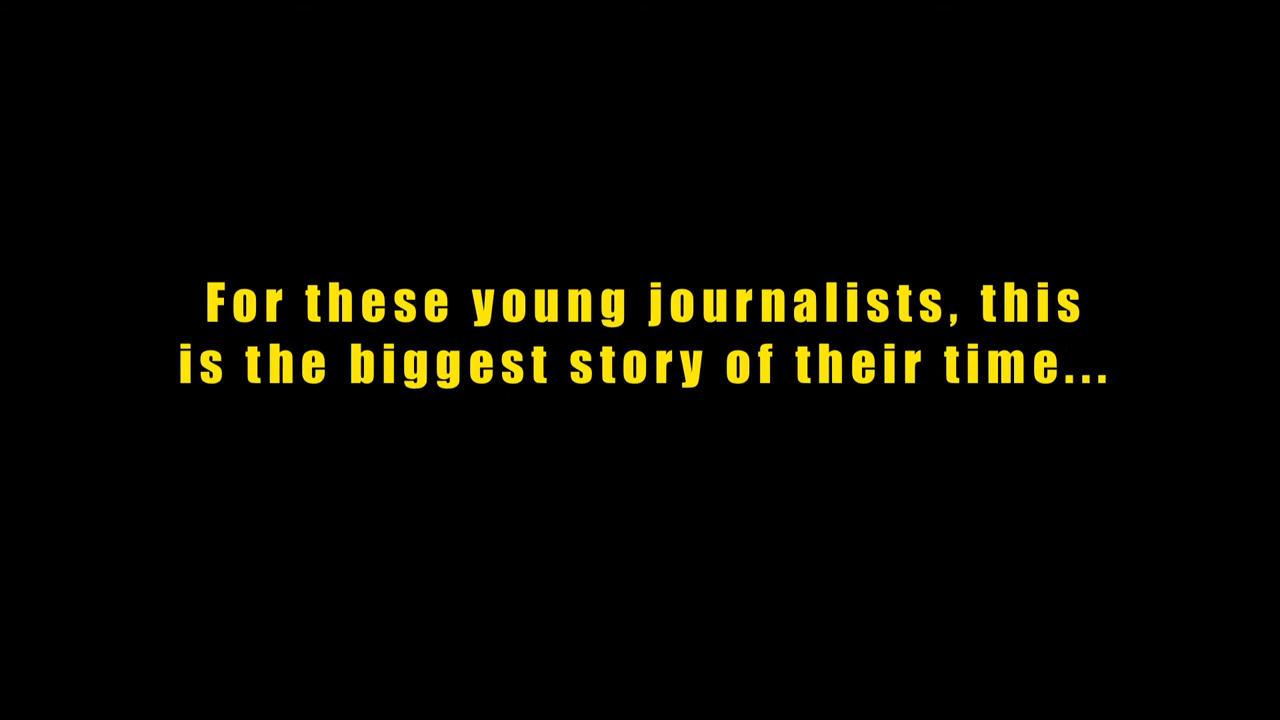 For these young journalists, this
is the biggest story of their time...